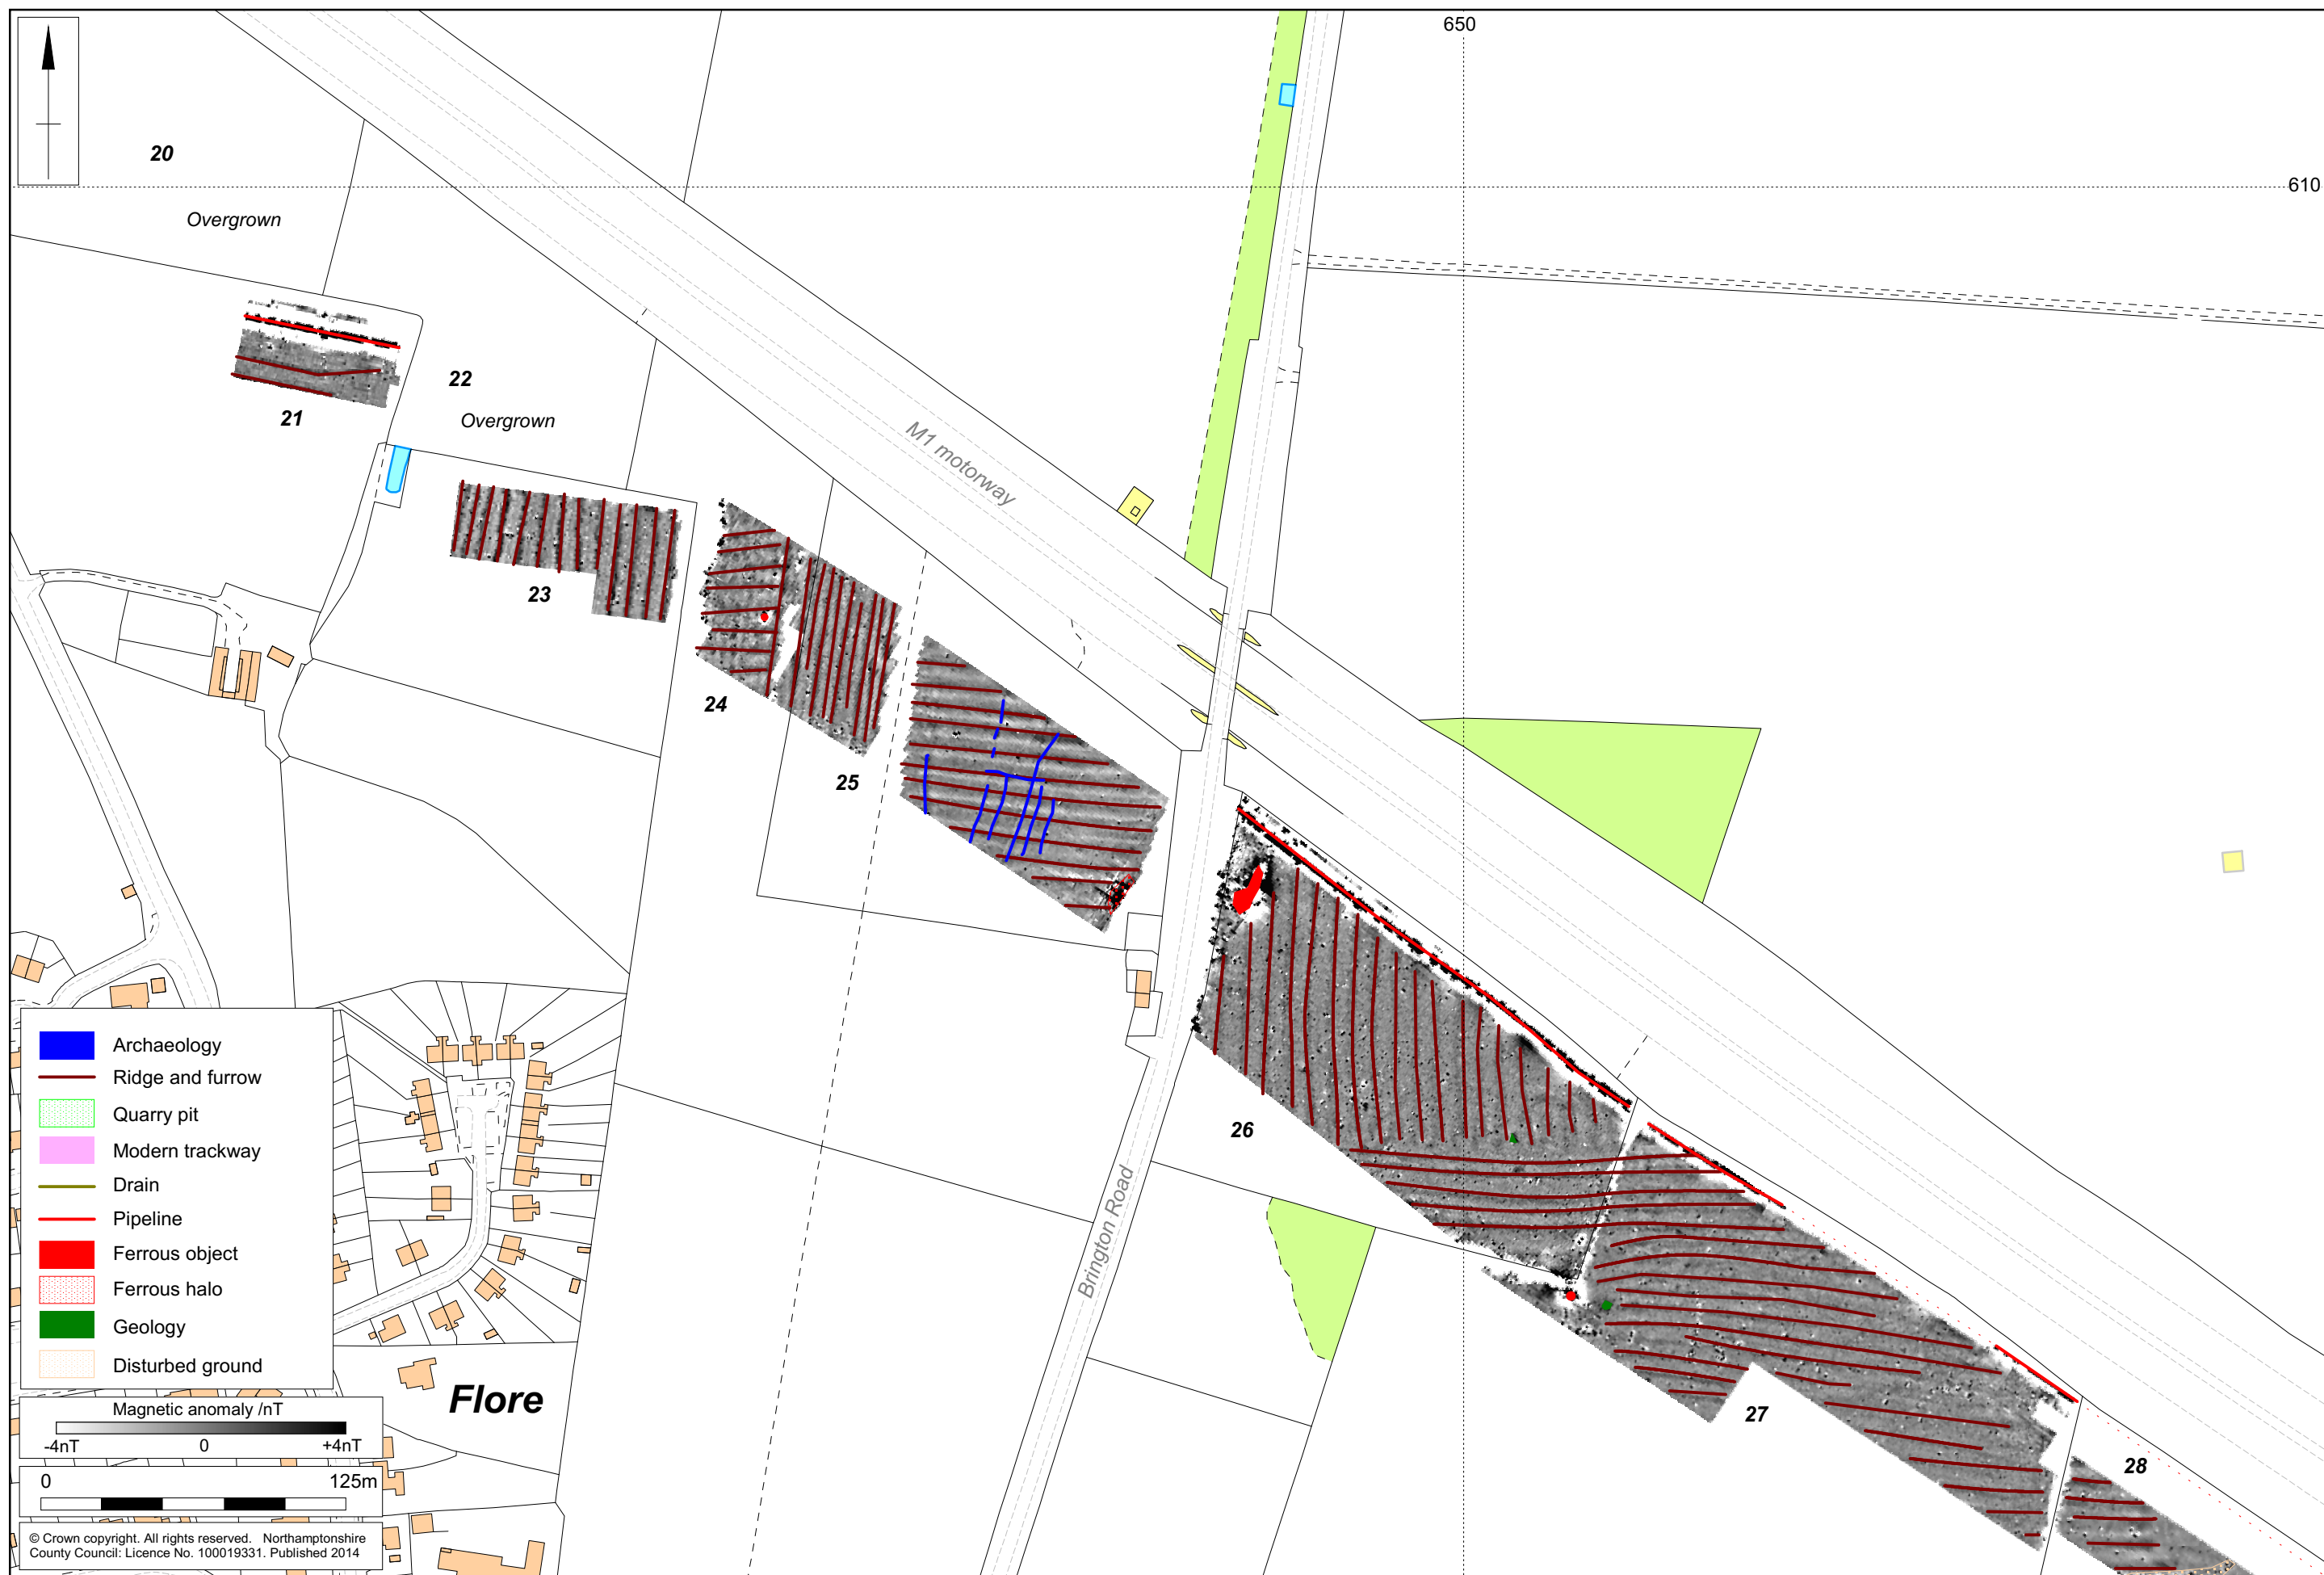 650
610
20
Overgrown
22
Overgrown
21
M1 motorway
23
24
25
26
Brington Road
27
28
Flore
Archaeology
Ridge and furrow
Quarry pit
Modern trackway
Drain
Pipeline
Ferrous object
Ferrous halo
Geology
Disturbed ground
Magnetic anomaly /nT
-4nT 0 +4nT
0 125m
© Crown copyright. All rights reserved. Northamptonshire
County Council: Licence No. 100019331. Published 2014